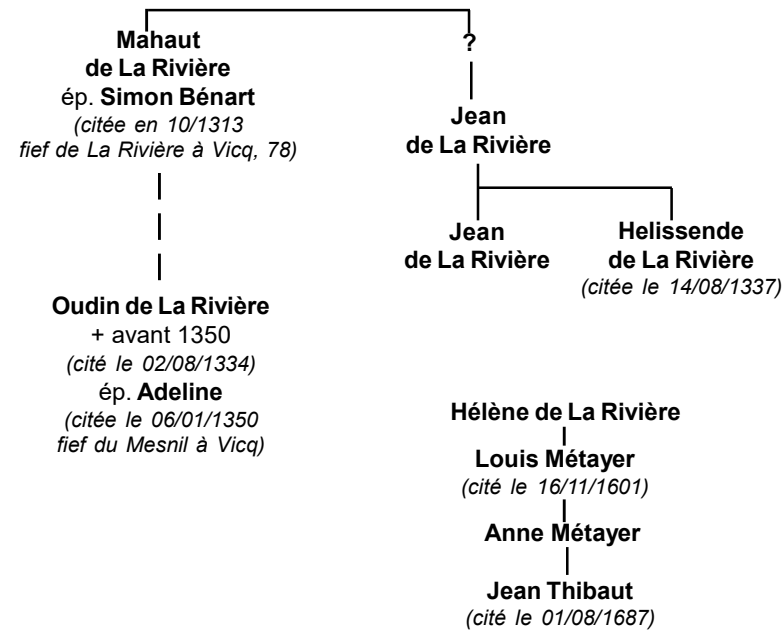 Mahaut
de La Rivière
ép. Simon Bénart
(citée en 10/1313
fief de La Rivière à Vicq, 78)
?
Jean
de La Rivière
Jean
de La Rivière
Helissende
de La Rivière
(citée le 14/08/1337)
Oudin de La Rivière
+ avant 1350
(cité le 02/08/1334)
ép. Adeline
(citée le 06/01/1350
fief du Mesnil à Vicq)
Hélène de La Rivière
Louis Métayer
(cité le 16/11/1601)
Anne Métayer
Jean Thibaut
(cité le 01/08/1687)